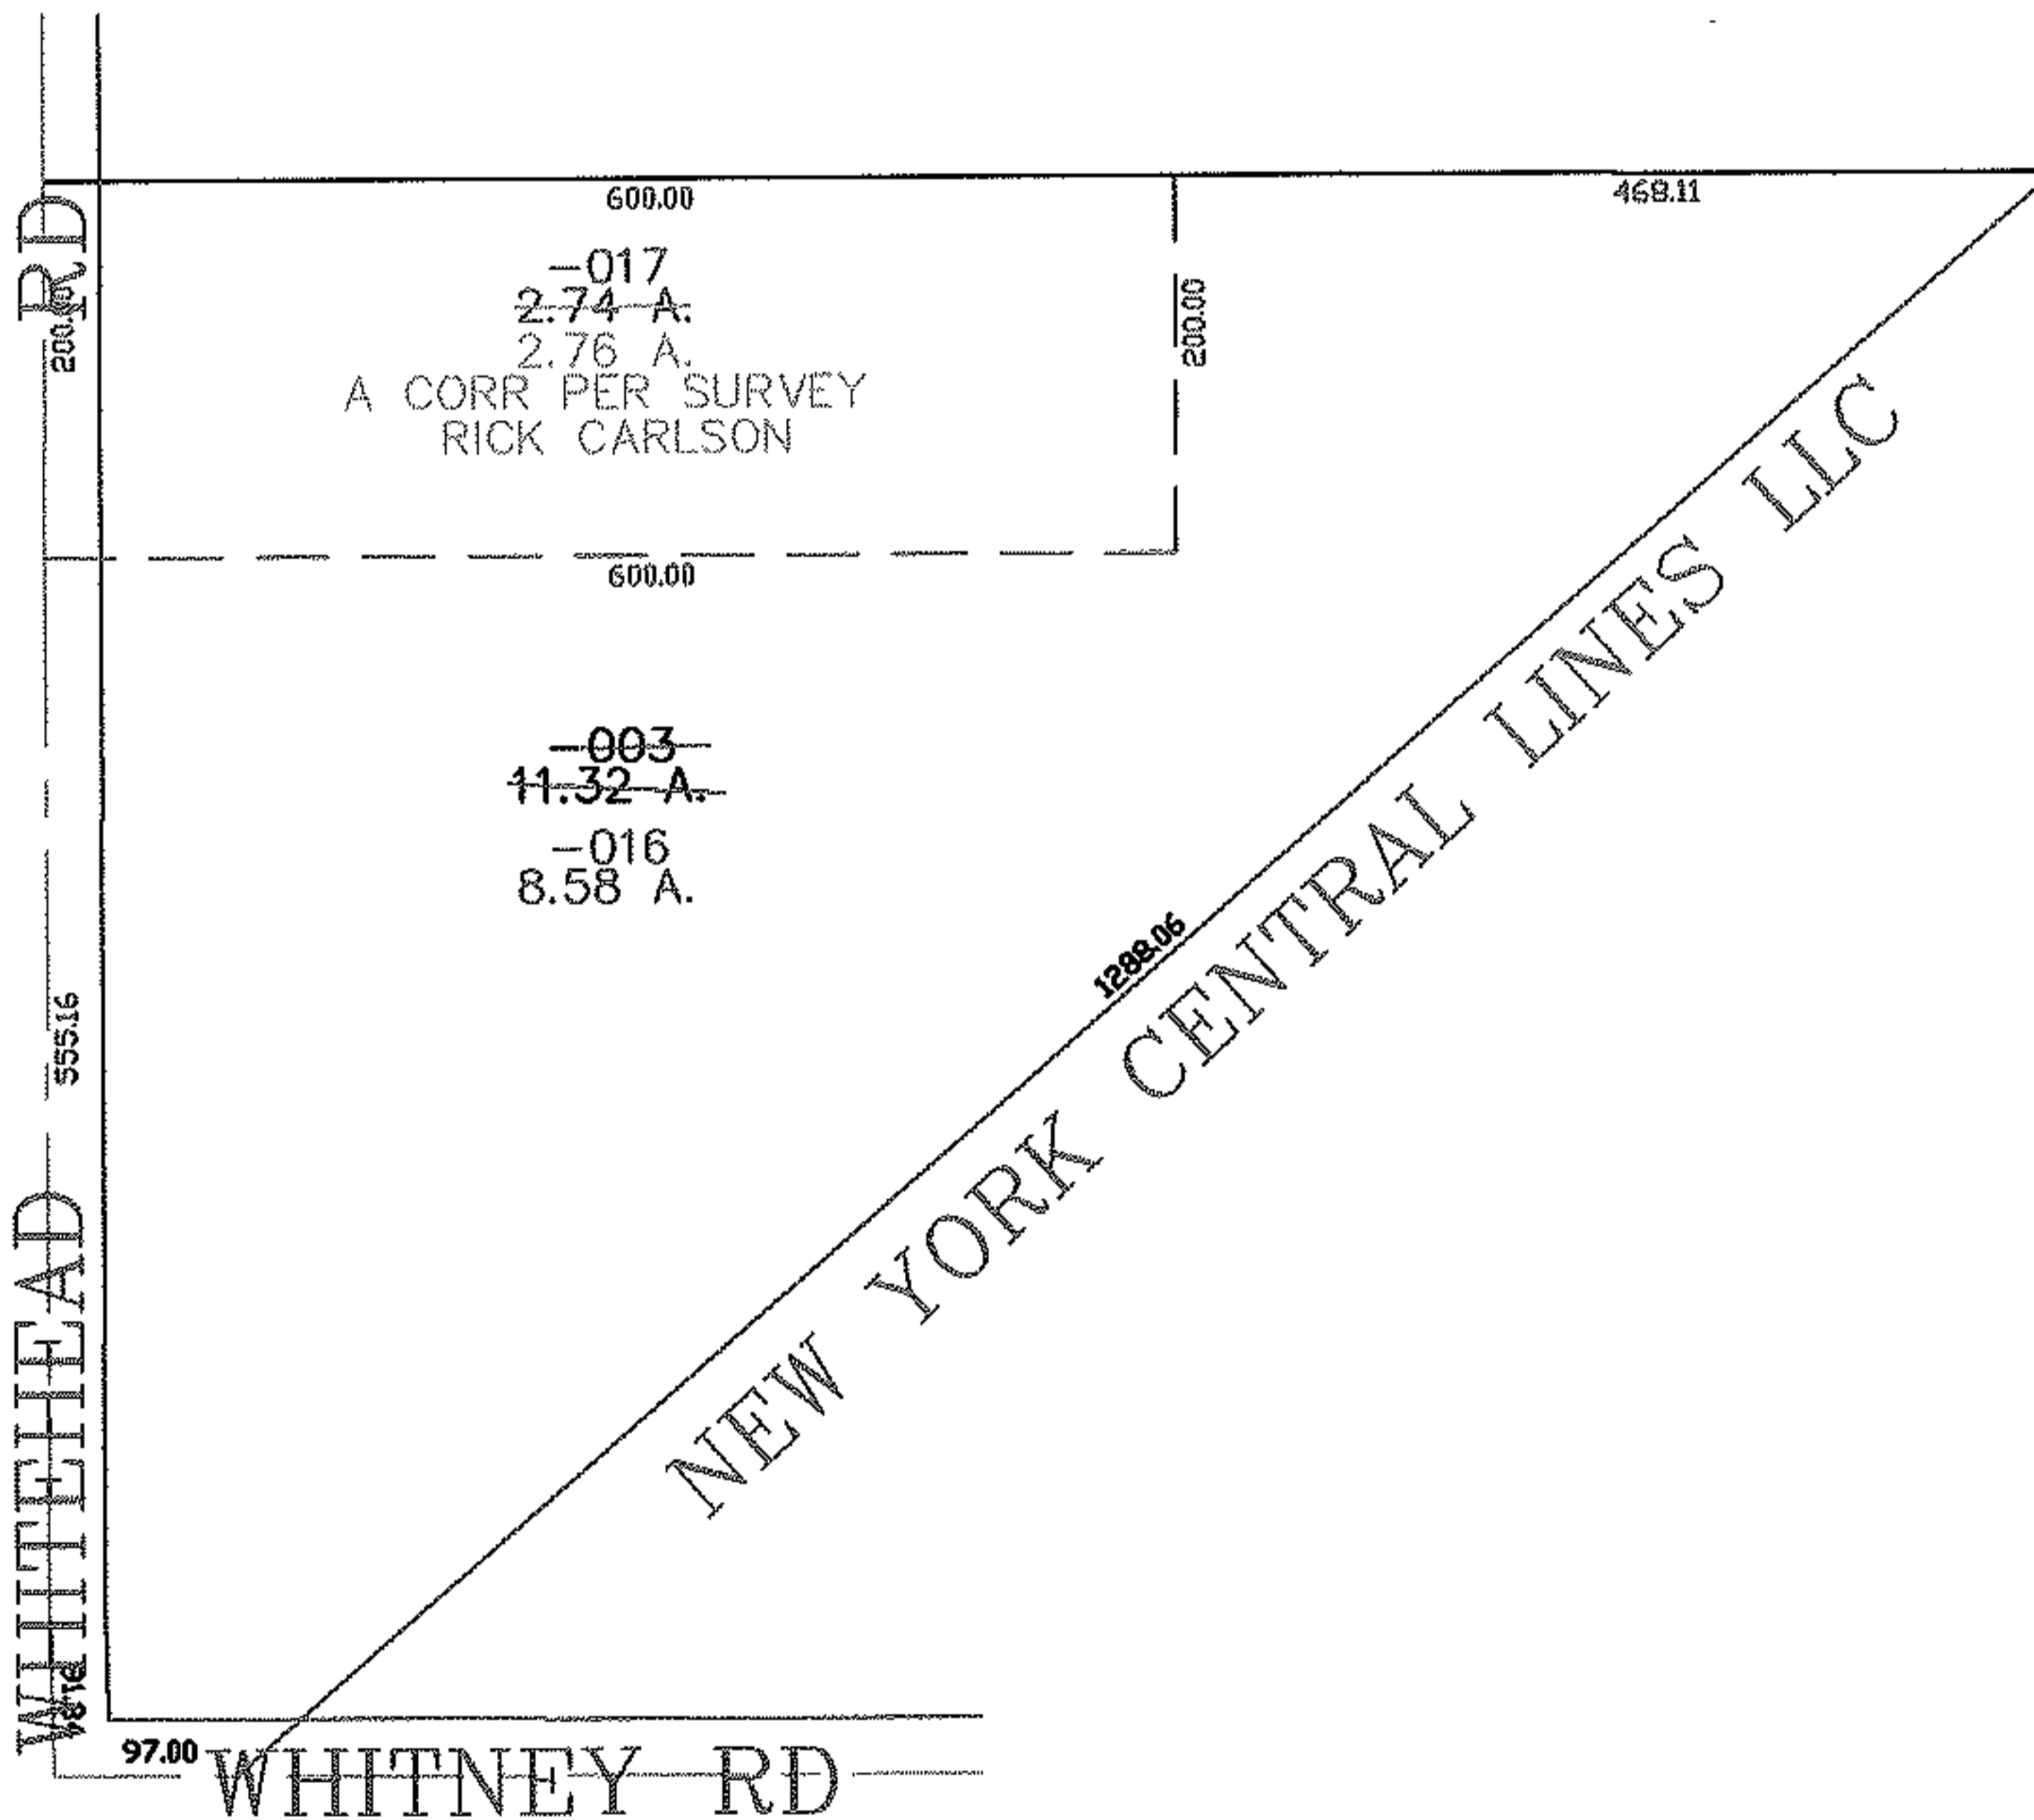 600.00
468.11
RD
200.00
-017
2.74 A.
2.76 A.
A CORR PER SURVEY
RICK CARLSON
200.00
600.00
-003
11.32 A.
-016
8.58 A.
1288.06
NEW YORK CENTRAL LINES LLC
555.16
WHITEHEAD
97.00
WHITNEY RD